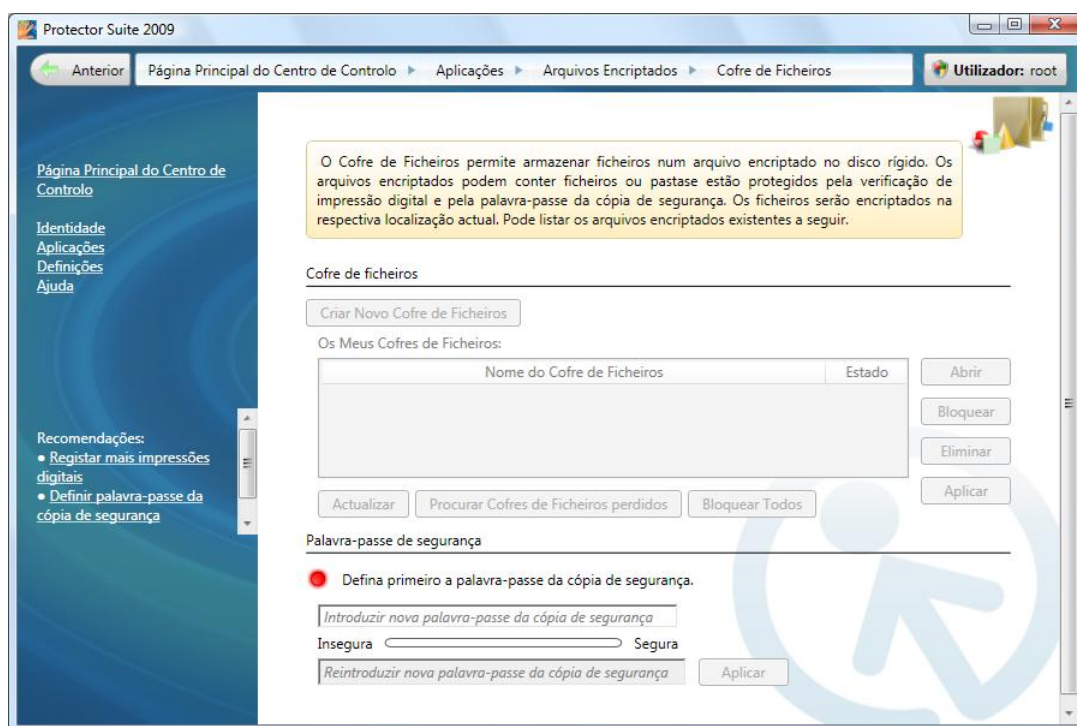 Protector Suite 2009
Anterior
Página Principal do Centro de Controlo
Aplicações
Arquivos Encriptados
Cofre de Ficheiros
Utilizador: root
Página Principal do Centro de
Controlo
Identidade
Aplicações
Definições
Ajuda
Recomendações:
• Registar mais impressões
digitais
• Definir palavra-passe da
cópia de segurança
O Cofre de Ficheiros permite armazenar ficheiros num arquivo encriptado no disco rígido. Os
arquivos encriptados podem conter ficheiros ou pastase estão protegidos pela verificação de
impressão digital e pela palavra-passe da cópia de segurança. Os ficheiros serão encriptados na
respectiva localização actual. Pode listar os arquivos encriptados existentes a seguir.
Cofre de ficheiros
Criar Novo Cofre de Ficheiros
Os Meus Cofres de Ficheiros:
Nome do Cofre de Ficheiros
Estado
Abrir
Bloquear
Eliminar
Aplicar
Actualizar
Procurar Cofres de Ficheiros perdidos
Bloquear Todos
Palavra-passe de segurança
Defina primeiro a palavra-passe da cópia de segurança.
Introduzir nova palavra-passe da cópia de segurança
Insegura
Segura
Reintroduzir nova palavra-passe da cópia de segurança
Aplicar